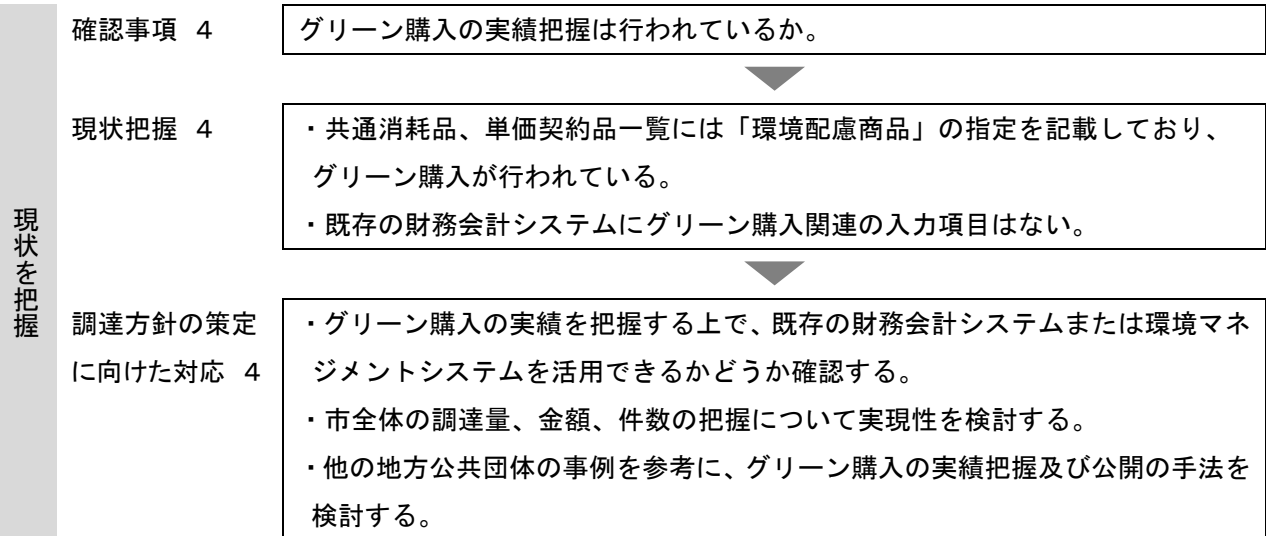 現状を把握
確認事項 4
グリーン購入の実績把握は行われているか。
現状把握 4
・共通消耗品、単価契約品一覧には「環境配慮商品」の指定を記載しており、
グリーン購入が行われている。
・既存の財務会計システムにグリーン購入関連の入力項目はない。
調達方針の策定
に向けた対応 4
・グリーン購入の実績を把握する上で、既存の財務会計システムまたは環境マネ
ジメントシステムを活用できるかどうか確認する。
・市全体の調達量、金額、件数の把握について実現性を検討する。
・他の地方公共団体の事例を参考に、グリーン購入の実績把握及び公開の手法を
検討する。